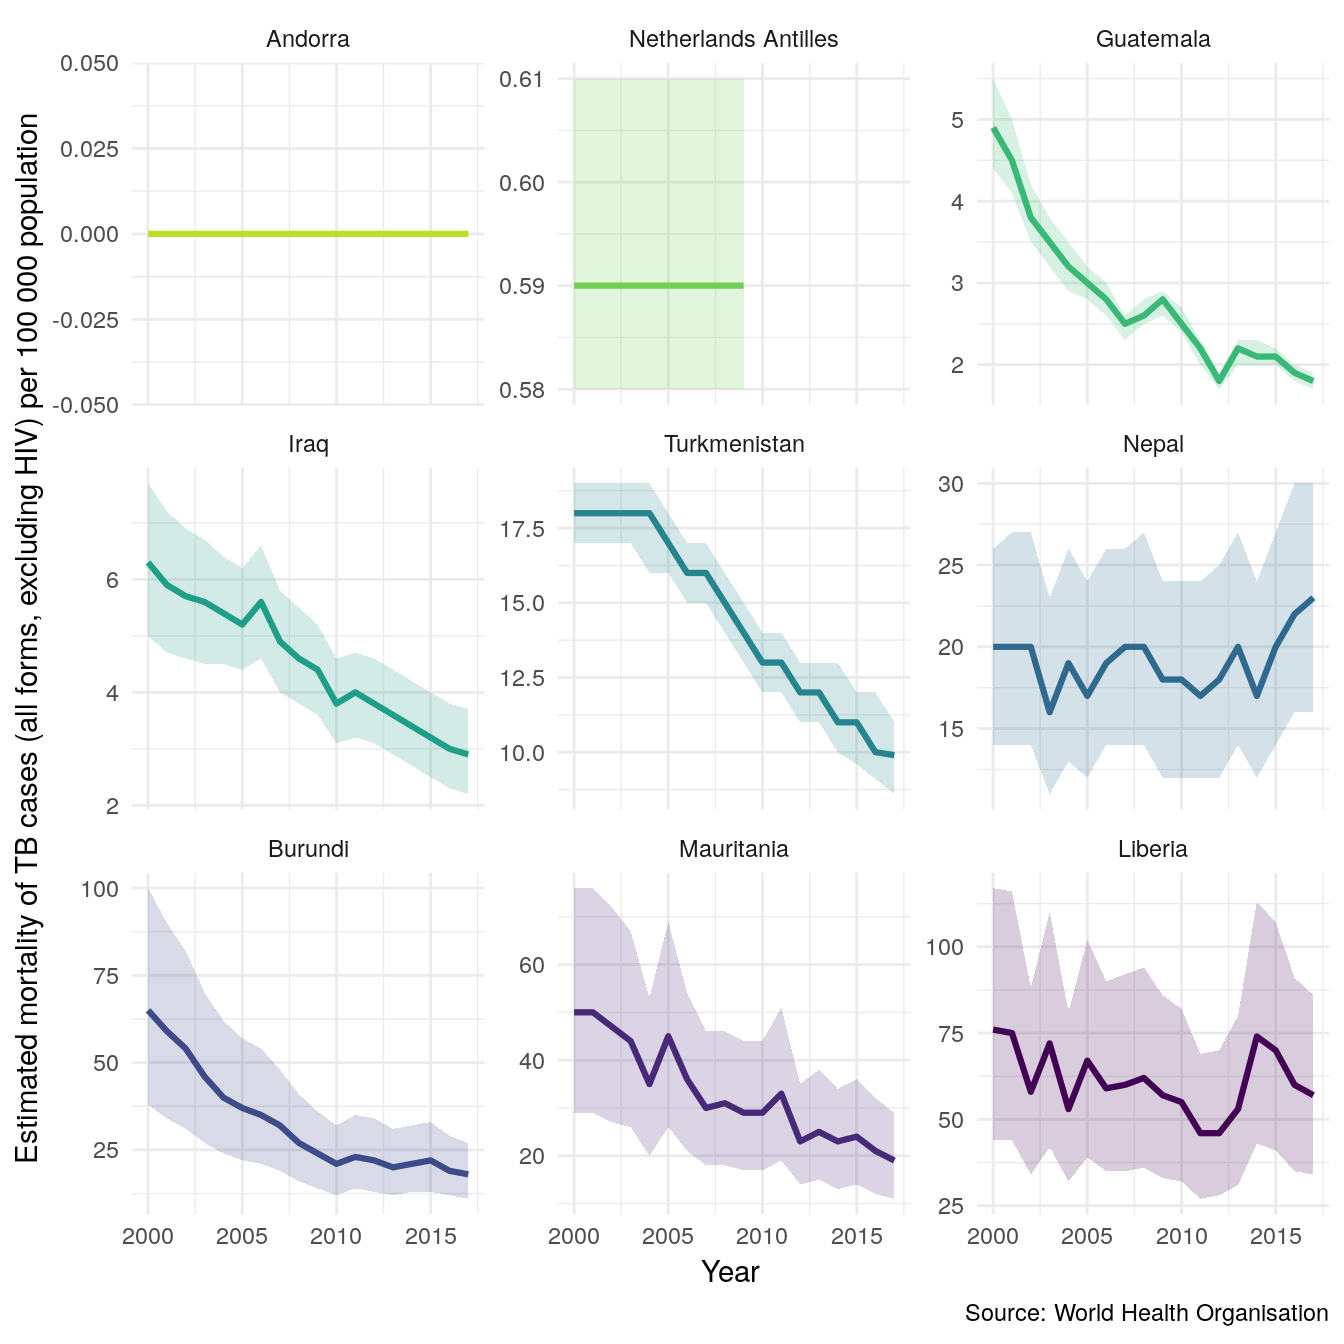 Andorra
Netherlands Antilles
Guatemala
0.050
0.025
0.000
-0.025
-0.050
0.61
0.60
0.59
0.58
5
4
3
2
Iraq
Turkmenistan
Nepal
6
4
2
17.5
15.0
12.5
10.0
30
25
20
15
Burundi
Mauritania
Liberia
100
75
50
25
60
40
20
100
75
50
25
2000 2005 2010 2015
2000 2005 2010 2015
2000 2005 2010 2015
Estimated mortality of TB cases (all forms, excluding HIV) per 100 000 population
Year
Source: World Health Organisation